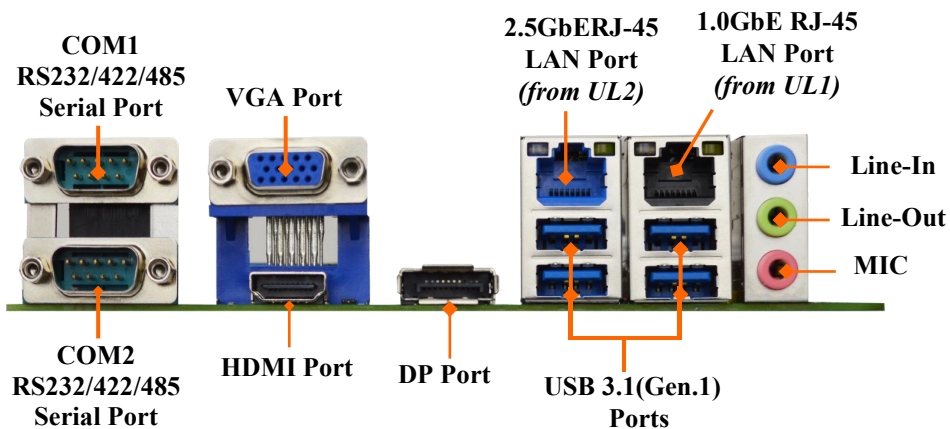 COM1
RS232/422/485
Serial Port
VGA Port
2.5GbERJ-45
LAN Port
(from UL2)
1.0GbE RJ-45
LAN Port
(from UL1)
Line-In
Line-Out
MIC
COM2
RS232/422/485
Serial Port
HDMI Port
DP Port
USB 3.1(Gen.1)
Ports